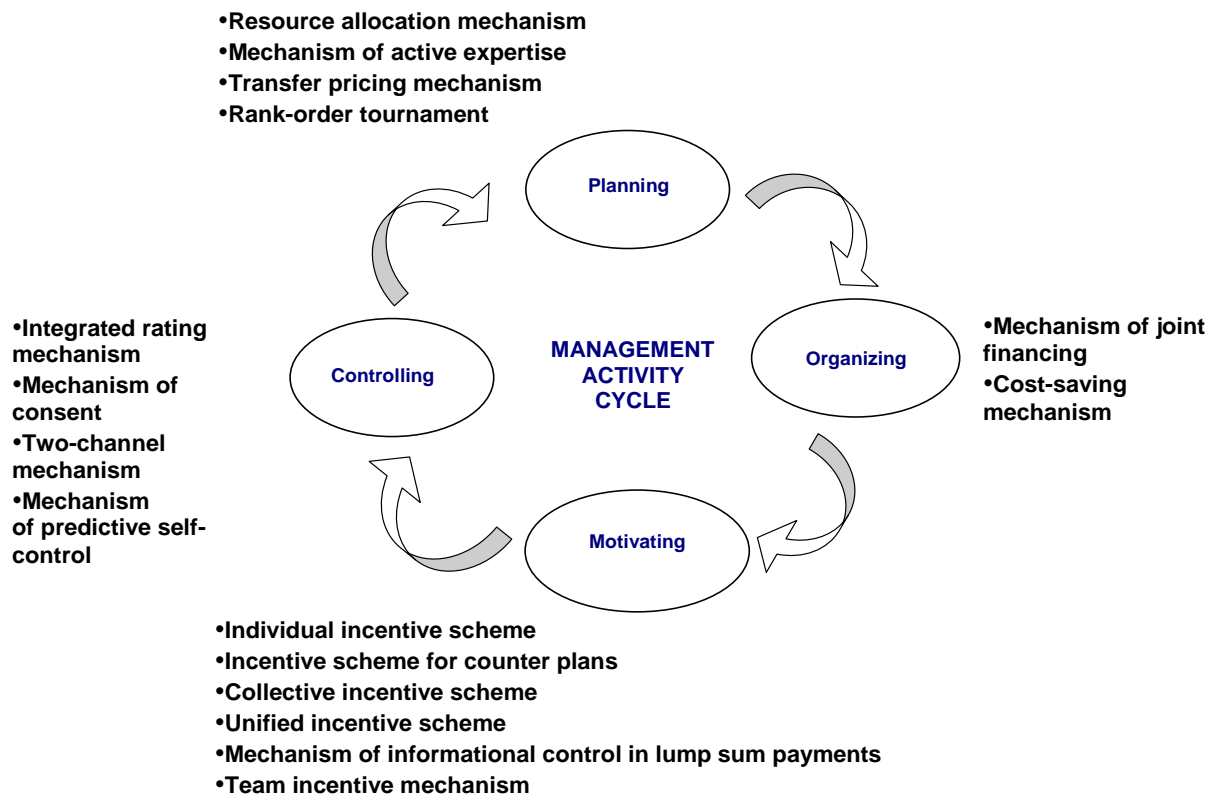 •Resource allocation mechanism
•Mechanism of active expertise
•Transfer pricing mechanism
•Rank-order tournament
Planning
•Integrated rating
mechanism
•Mechanism of
consent
•Two-channel
mechanism
•Mechanism
of predictive self-
control
Controlling
MANAGEMENT
ACTIVITY
CYCLE
Organizing
•Mechanism of joint
financing
•Cost-saving
mechanism
Motivating
•Individual incentive scheme
•Incentive scheme for counter plans
•Collective incentive scheme
•Unified incentive scheme
•Mechanism of informational control in lump sum payments
•Team incentive mechanism